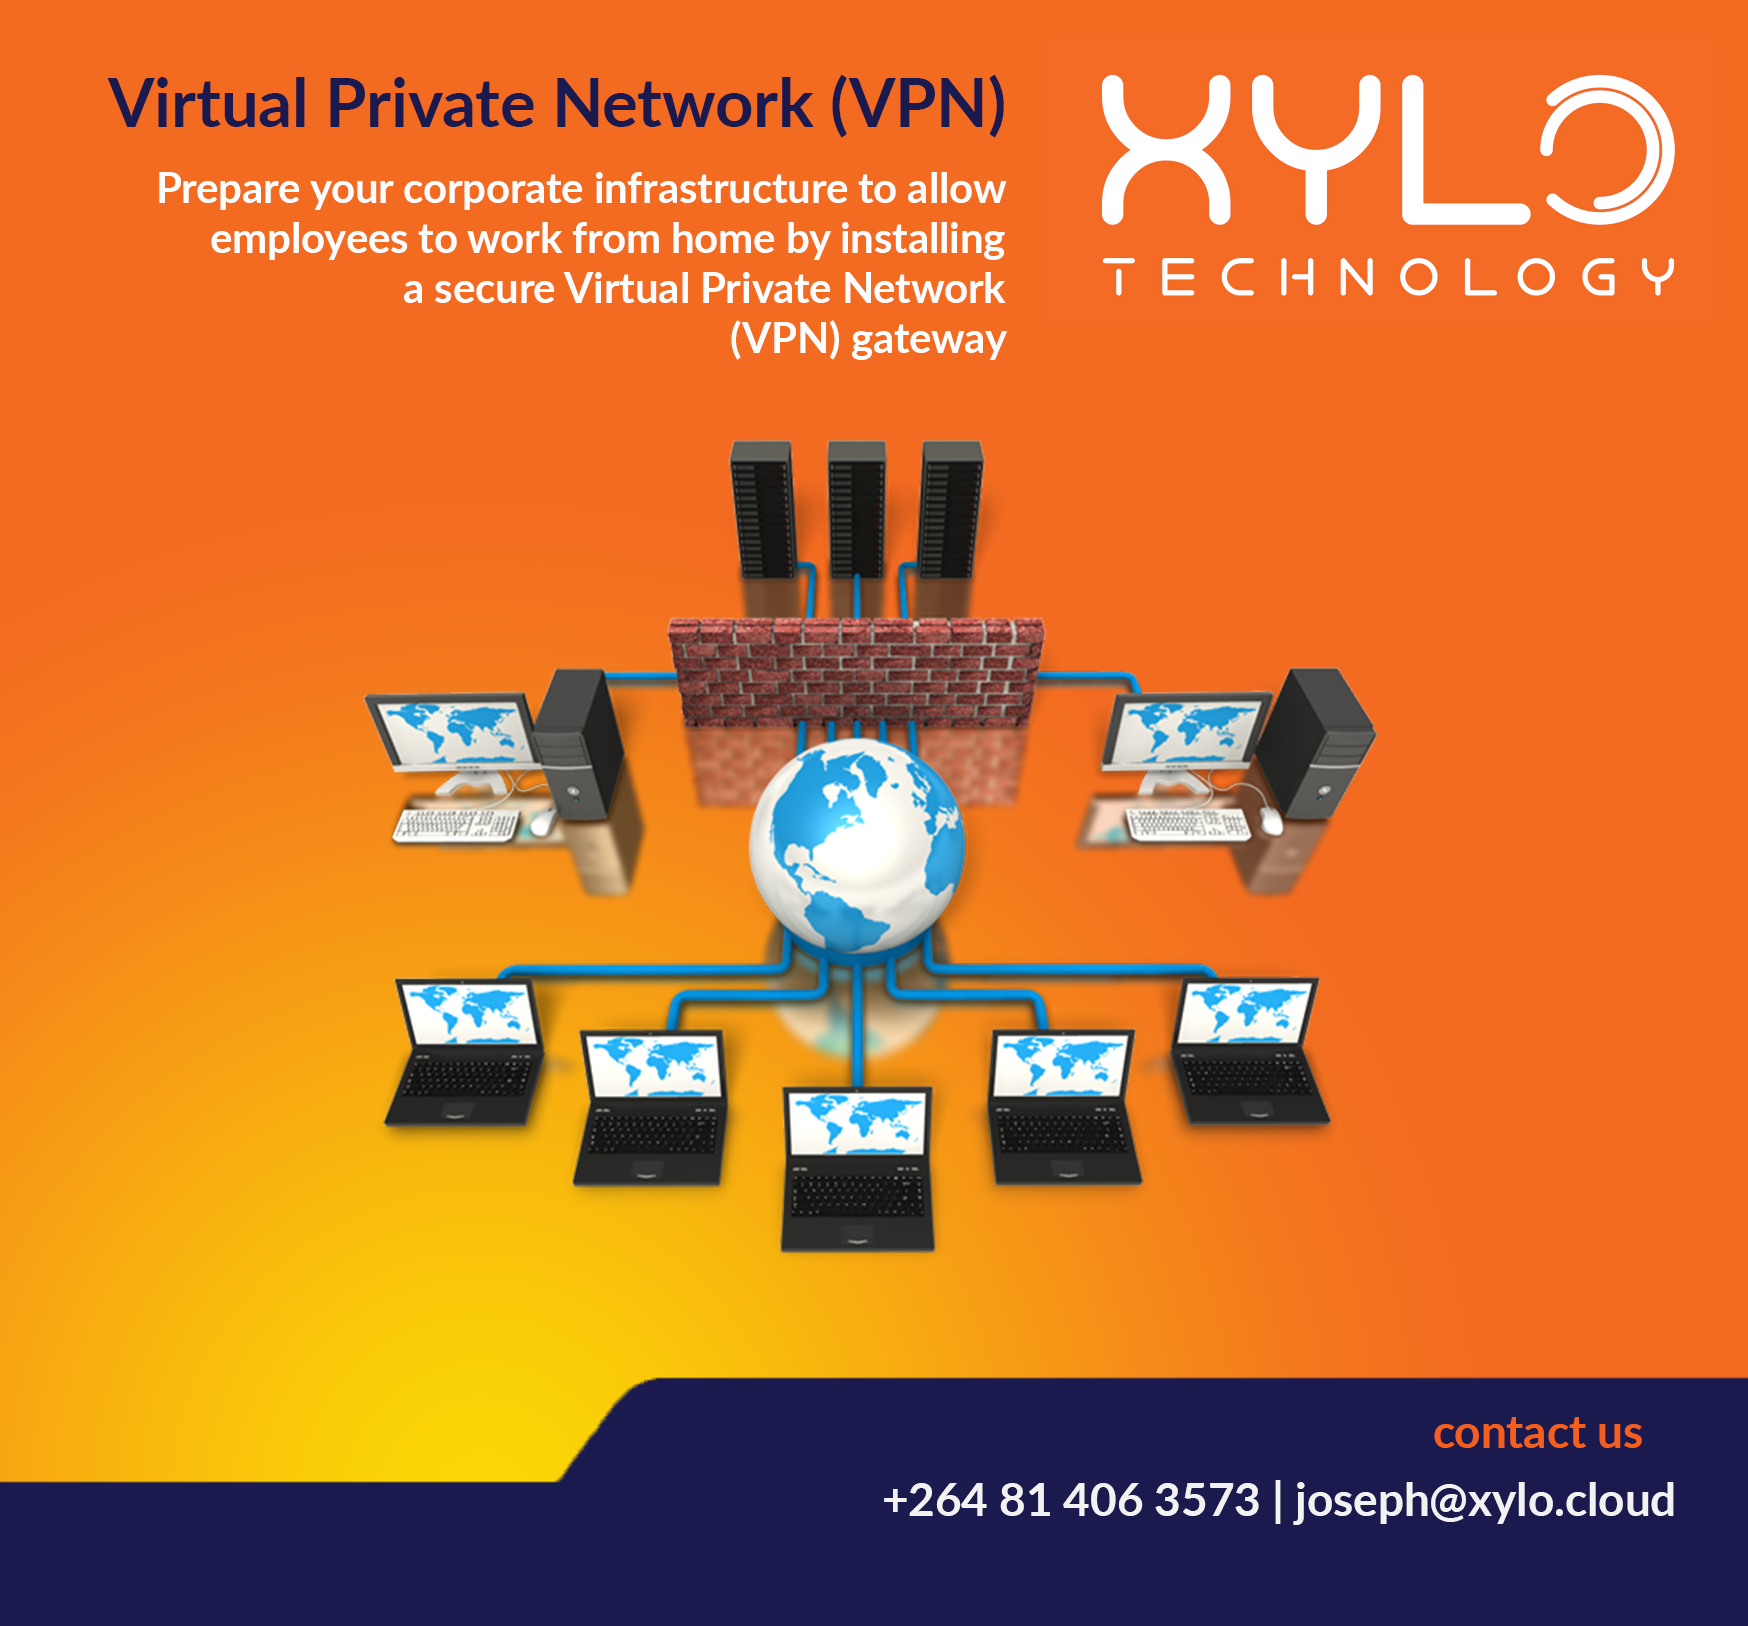 Virtual Private Network (VPN)
Prepare your corporate infrastructure to allow
employees to work from home by installing
a secure Virtual Private Network
(VPN) gateway
XYLO
TECHNOLOGY
contact us
+264 81 406 3573 | joseph@xylo.cloud